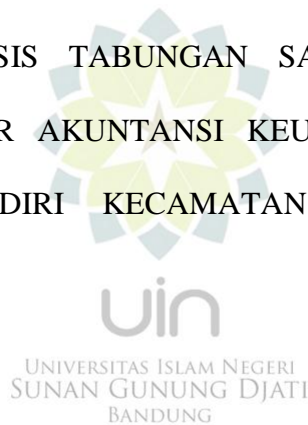 SIS TABUNGAN SA
R AKUNTANSI KEU
DIRI KECAMATAN
uin
UNIVERSITAS ISLAM NEGERI
SUNAN GUNUNG DJATI
BANDUNG